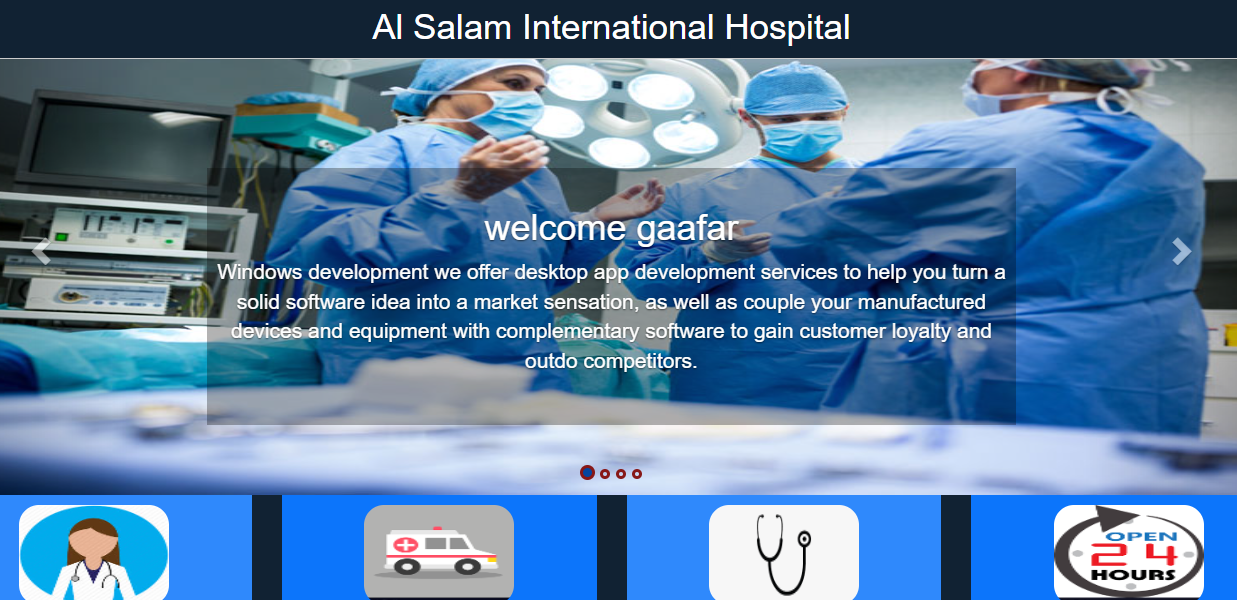 Al Salam International Hospital
welcome gaafar
Windows development we offer desktop app development services to help you turn a
solid software idea into a market sensation, as well as couple your manufactured
devices and equipment with complementary software to gain customer loyalty and
outdo competitors.
OPEN
24
HOURS